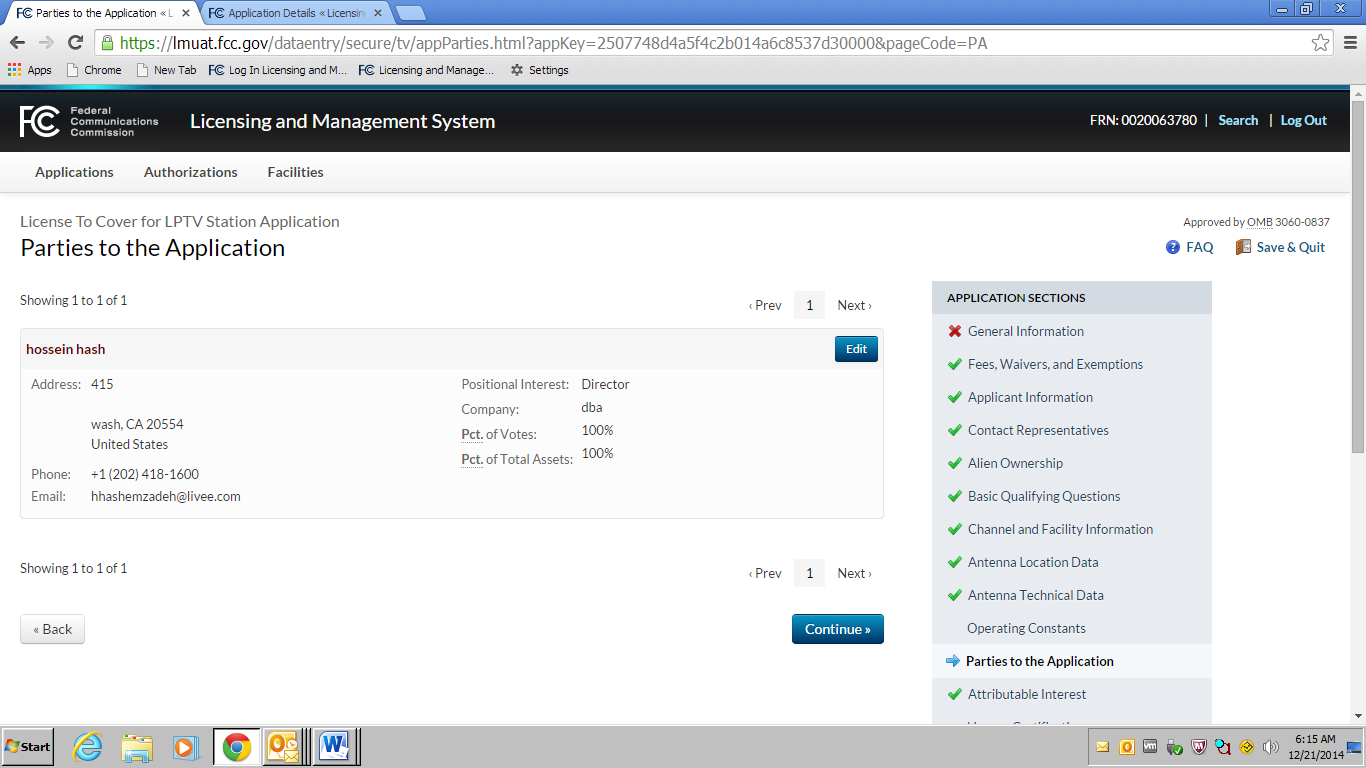 Parties to the Application « L
Application Details « Licensin
https://lmuat.fcc.gov/dataentry/secure/tv/appParties.html?appKey=2507748d4a5f4c2b014a6c8537d30000&pageCode=PA
Apps Chrome New Tab Log In Licensing and M... Licensing and Manage... Settings
FCC Federal Communications Commission
Licensing and Management System
FRN: 0020063780 | Search | Log Out
Applications Authorizations Facilities
License To Cover for LPTV Station Application
Approved by OMB 3060-0837
Parties to the Application
FAQ Save & Quit
Showing 1 to 1 of 1
‹ Prev 1 Next ›
hossein hash Edit
Address: 415
wash, CA 20554
United States
Phone: +1 (202) 418-1600
Email: hhashemzadeh@livee.com
Positional Interest: Director
Company: dba
Pct. of Votes: 100%
Pct. of Total Assets: 100%
Showing 1 to 1 of 1
‹ Prev 1 Next ›
« Back
Continue »
APPLICATION SECTIONS
General Information
Fees, Waivers, and Exemptions
Applicant Information
Contact Representatives
Alien Ownership
Basic Qualifying Questions
Channel and Facility Information
Antenna Location Data
Antenna Technical Data
Operating Constants
Parties to the Application
Attributable Interest
Start
6:15 AM
12/21/2014